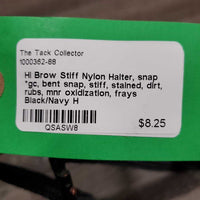 The Tack Collector
1000362-88
Hi Brow Stiff Nylon Halter, snap
*gc, bent snap, stiff, stained, dirt,
rubs, mnr oxidization, frays
Black/Navy H
QSASW8
$8.25